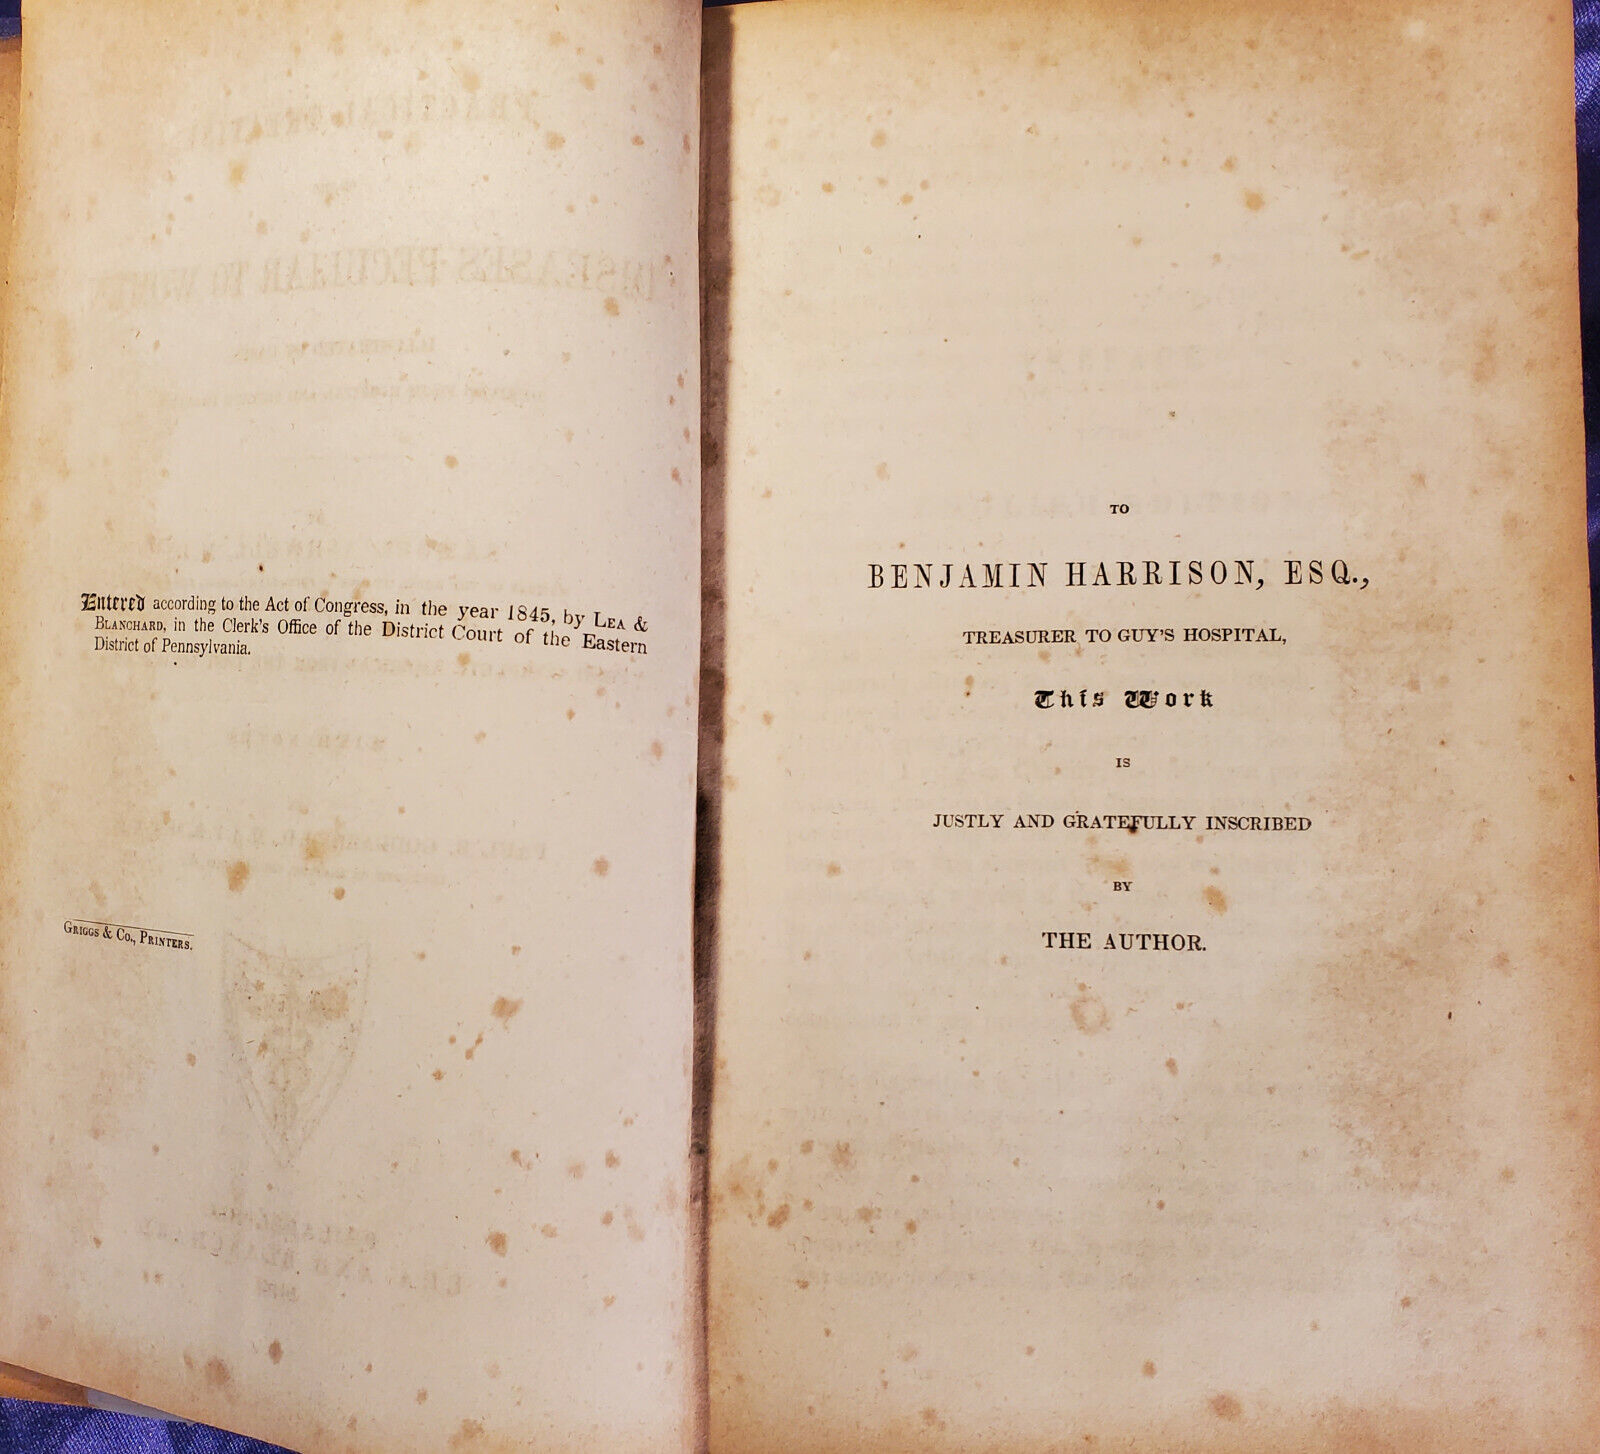 Entered according to the Act of Congress, in the year 1845, by LEA &
BLANCHARD, in the Clerk's Office of the District Court of the Eastern
District of Pennsylvania.
GRIGGS & CO., PRINTERS.
TO
BENJAMIN HARRISON, ESQ.,
TREASURER TO GUY'S HOSPITAL,
This Work
IS
JUSTLY AND GRATEFULLY INSCRIBED
BY
THE AUTHOR.